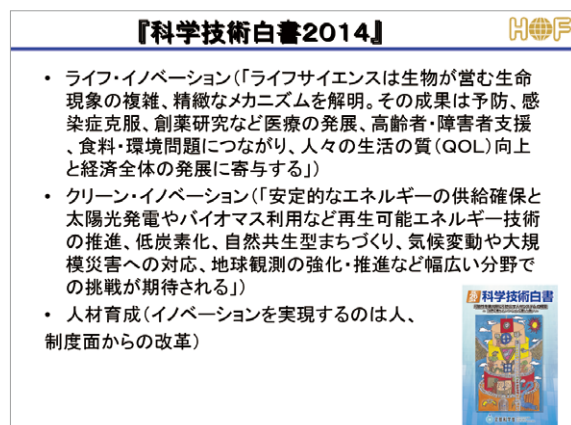 『科学技術白書2014』
HOF
• ライフ・イノベーション(「ライフサイエンスは生物が営む生命
現象の複雑、精緻なメカニズムを解明。その成果は予防、感
染症克服、創薬研究など医療の発展、高齢者・障害者支援
、食料・環境問題につながり、人々の生活の質(QOL)向上
と経済全体の発展に寄与する」)
• クリーン・イノベーション(「安定的なエネルギーの供給確保と
太陽光発電やバイオマス利用など再生可能エネルギー技術
の推進、低炭素化、自然共生型まちづくり、気候変動や大規
模災害への対応、地球観測の強化・推進など幅広い分野で
の挑戦が期待される」)
• 人材育成(イノベーションを実現するのは人、
制度面からの改革)
科学技術白書